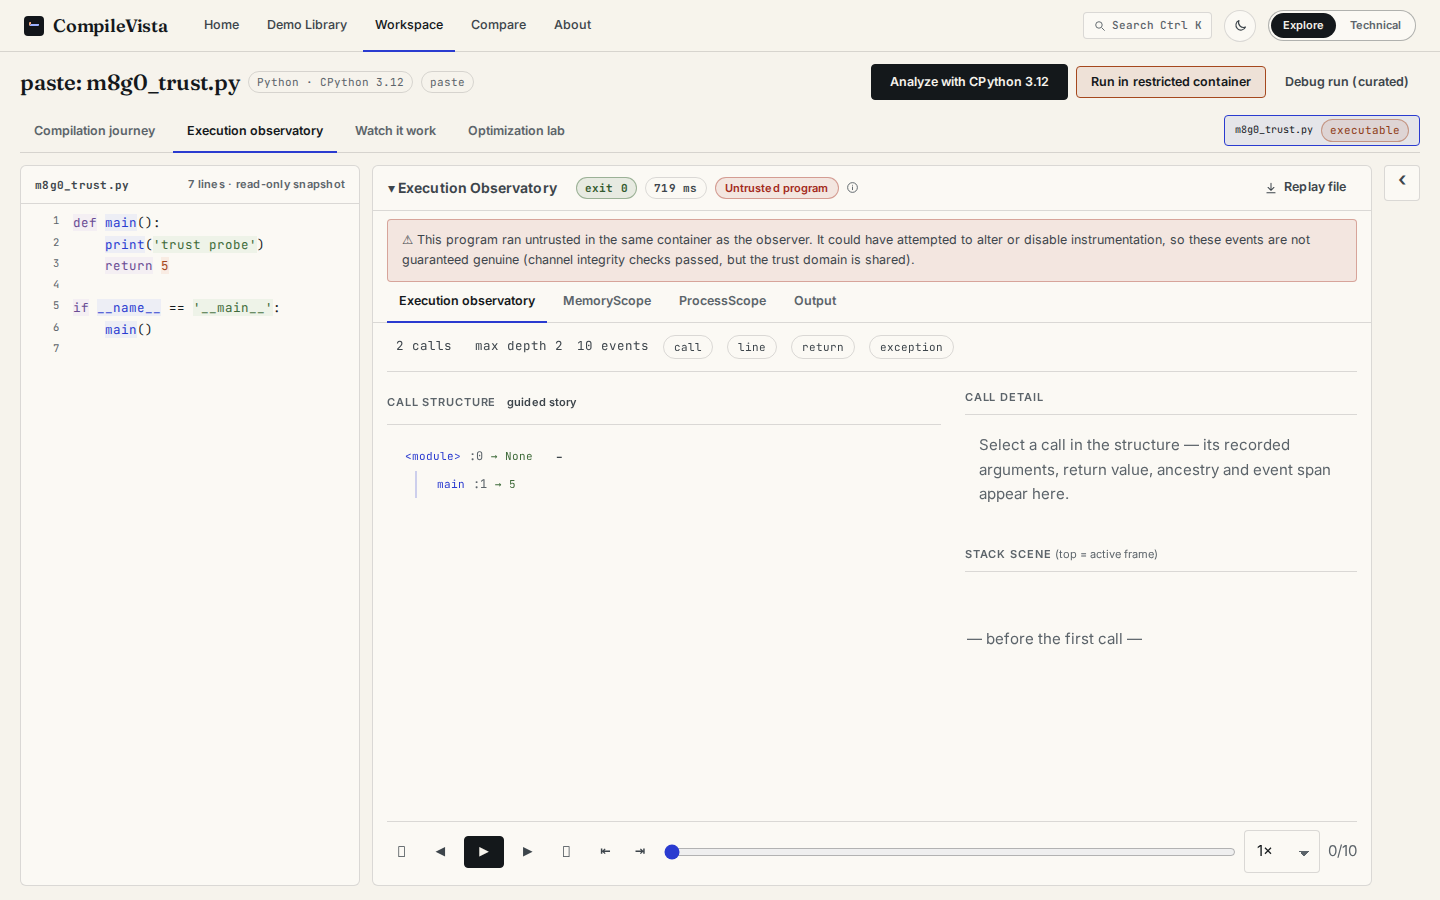 CompileVista Home Demo Library Workspace Compare About Search Ctrl K Explore Technical
paste: m8g0_trust.py Python · CPython 3.12 paste Analyze with CPython 3.12 Run in restricted container Debug run (curated)
Compilation journey Execution observatory Watch it work Optimization lab m8g0_trust.py executable
m8g0_trust.py 7 lines · read-only snapshot
1 def main():
2 print('trust probe')
3 return 5
4
5 if __name__ == '__main__':
6 main()
7
▾ Execution Observatory exit 0 719 ms Untrusted program Replay file
⚠ This program ran untrusted in the same container as the observer. It could have attempted to alter or disable instrumentation, so these events are not
guaranteed genuine (channel integrity checks passed, but the trust domain is shared).
Execution observatory MemoryScope ProcessScope Output
2 calls max depth 2 10 events call line return exception
CALL STRUCTURE guided story
<module> :0 → None –
main :1 → 5
CALL DETAIL
Select a call in the structure — its recorded
arguments, return value, ancestry and event span
appear here.
STACK SCENE (top = active frame)
— before the first call —
1× 0/10